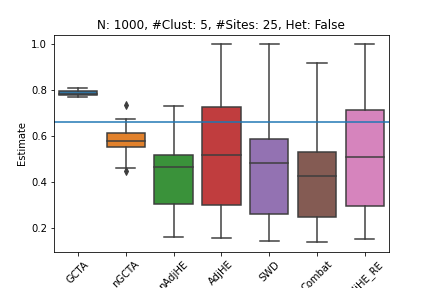 N: 1000, #Clust: 5, #Sites: 25, Het: False
Estimate
1.0
0.8
0.6
0.4
0.2
GCTA
nGCTA
nAdjHE
AdjHE
SWD
Combat